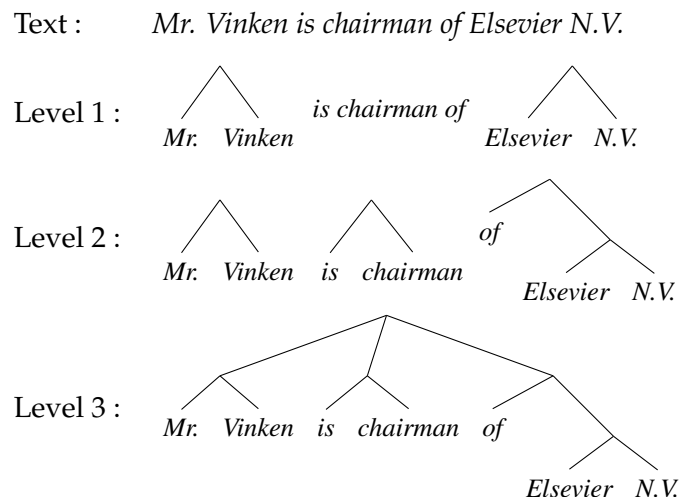 Text : Mr. Vinken is chairman of Elsevier N.V.
Level 1 : Mr. Vinken is chairman of Elsevier N.V.
Level 2 : Mr. Vinken is chairman of Elsevier N.V.
Level 3 : Mr. Vinken is chairman of Elsevier N.V.